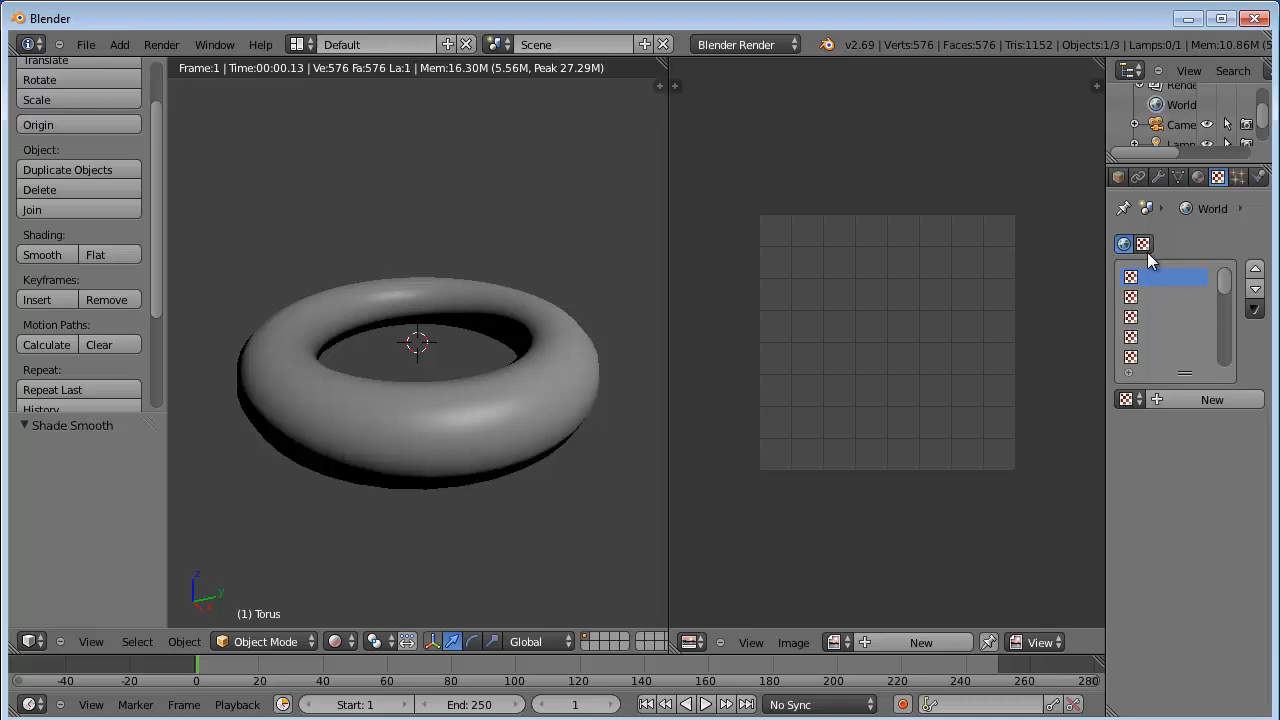 Blender
File Add Render Window Help Default Scene Blender Render v2.69 | Verts:576 | Faces:576 | Tris:1152 | Objects:1/3 | Lamps:0/1 | Mem:10.86M (5
Translate
Rotate
Scale
Origin
Object:
Duplicate Objects
Delete
Join
Shading:
Smooth Flat
Keyframes:
Insert Remove
Motion Paths:
Calculate Clear
Repeat:
Repeat Last
History
Shade Smooth
Frame:1 | Time:00:00.13 | Ve:576 Fa:576 La:1 | Mem:16.30M (5.56M, Peak 27.29M)
z
y
x
(1) Torus
View Select Object Object Mode Global
View Image New View
View Search
Rende
World
Came
Lamp
World
New
-40 -20 0 20 40 60 80 100 120 140 160 180 200 220 240 260 280
View Marker Frame Playback Start: 1 End: 250 1 No Sync